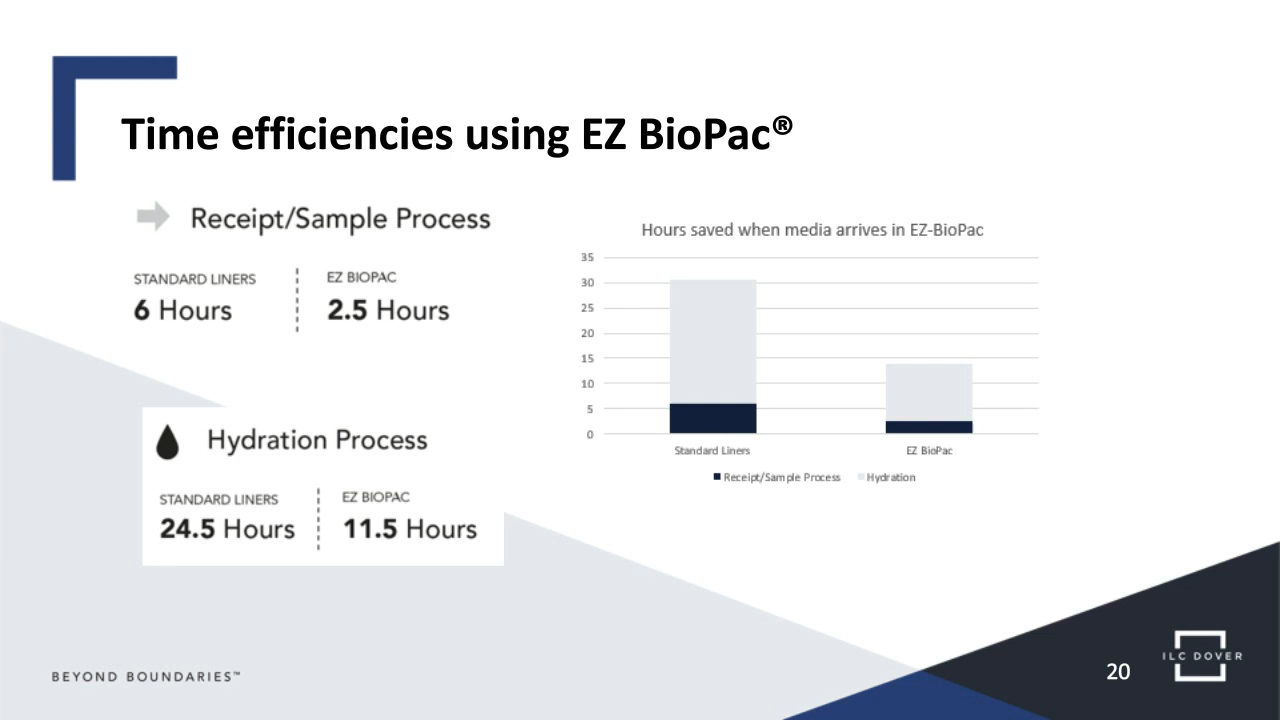 Time efficiencies using EZ BioPac®
Receipt/Sample Process
STANDARD LINERS
6 Hours
EZ BIOPAC
2.5 Hours
Hydration Process
STANDARD LINERS
24.5 Hours
EZ BIOPAC
11.5 Hours
Hours saved when media arrives in EZ-BioPac
35
30
25
20
15
10
5
0
Standard Liners
EZ BioPac
Receipt/Sample Process
Hydration
BEYOND BOUNDARIES™
20
ILC DOVER